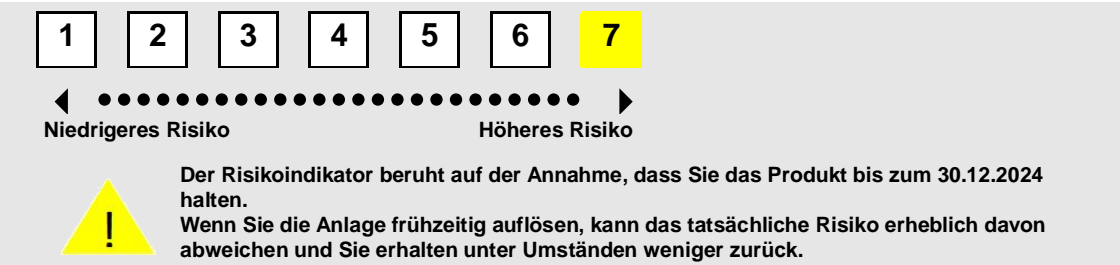 1 2 3 4 5 6 7
Niedrigeres Risiko Höheres Risiko
Der Risikoindikator beruht auf der Annahme, dass Sie das Produkt bis zum 30.12.2024
halten.
Wenn Sie die Anlage frühzeitig auflösen, kann das tatsächliche Risiko erheblich davon
! abweichen und Sie erhalten unter Umständen weniger zurück.